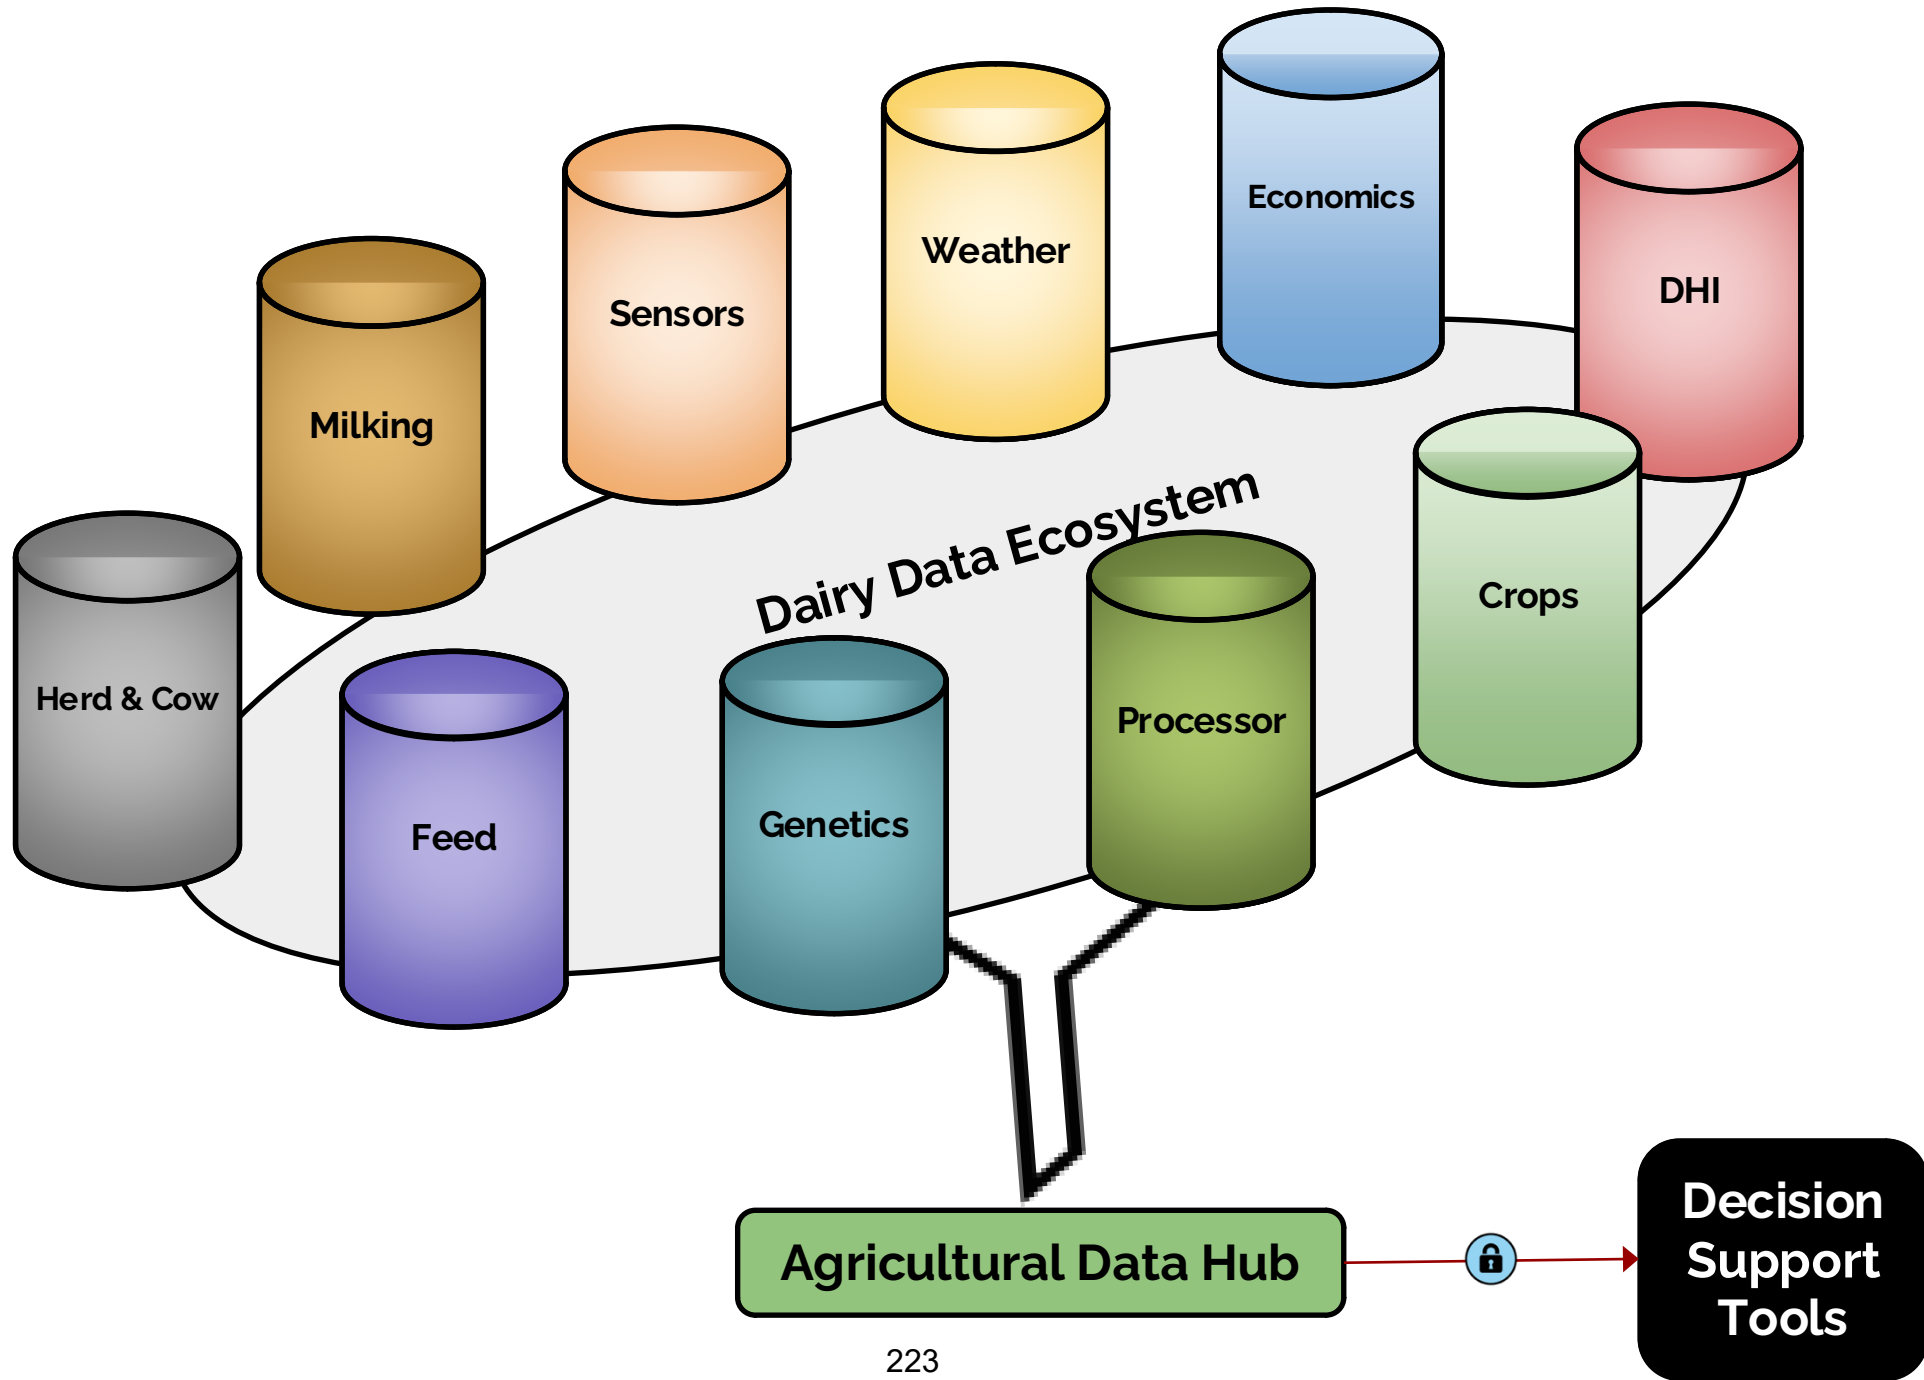 Economics
Weather
DHI
Sensors
Milking
Dairy Data Ecosystem
Crops
Herd & Cow
Processor
Genetics
Feed
Agricultural Data Hub
Decision
Support
Tools
223